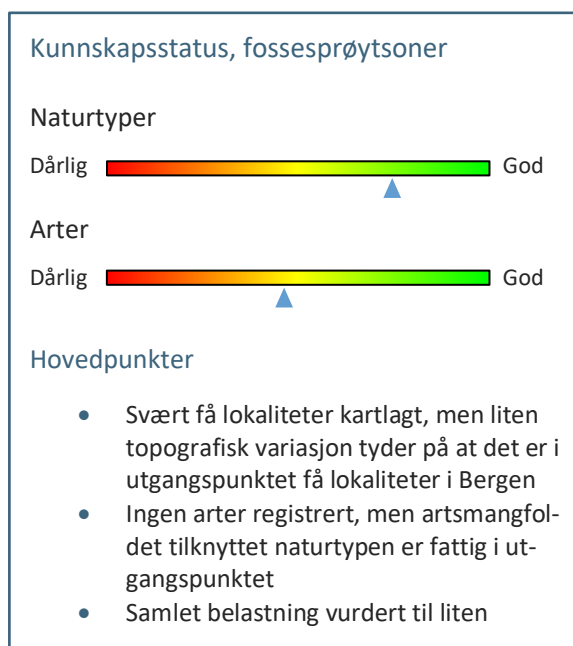 Kunnskapsstatus, fossesprøytsoner
Naturtyper
Dårlig God
Arter
Dårlig God
Hovedpunkter
• Svært få lokaliteter kartlagt, men liten
topografisk variasjon tyder på at det er i
utgangspunktet få lokaliteter i Bergen
• Ingen arter registrert, men artsmangfol-
det tilknyttet naturtypen er fattig i ut-
gangspunktet
• Samlet belastning vurdert til liten